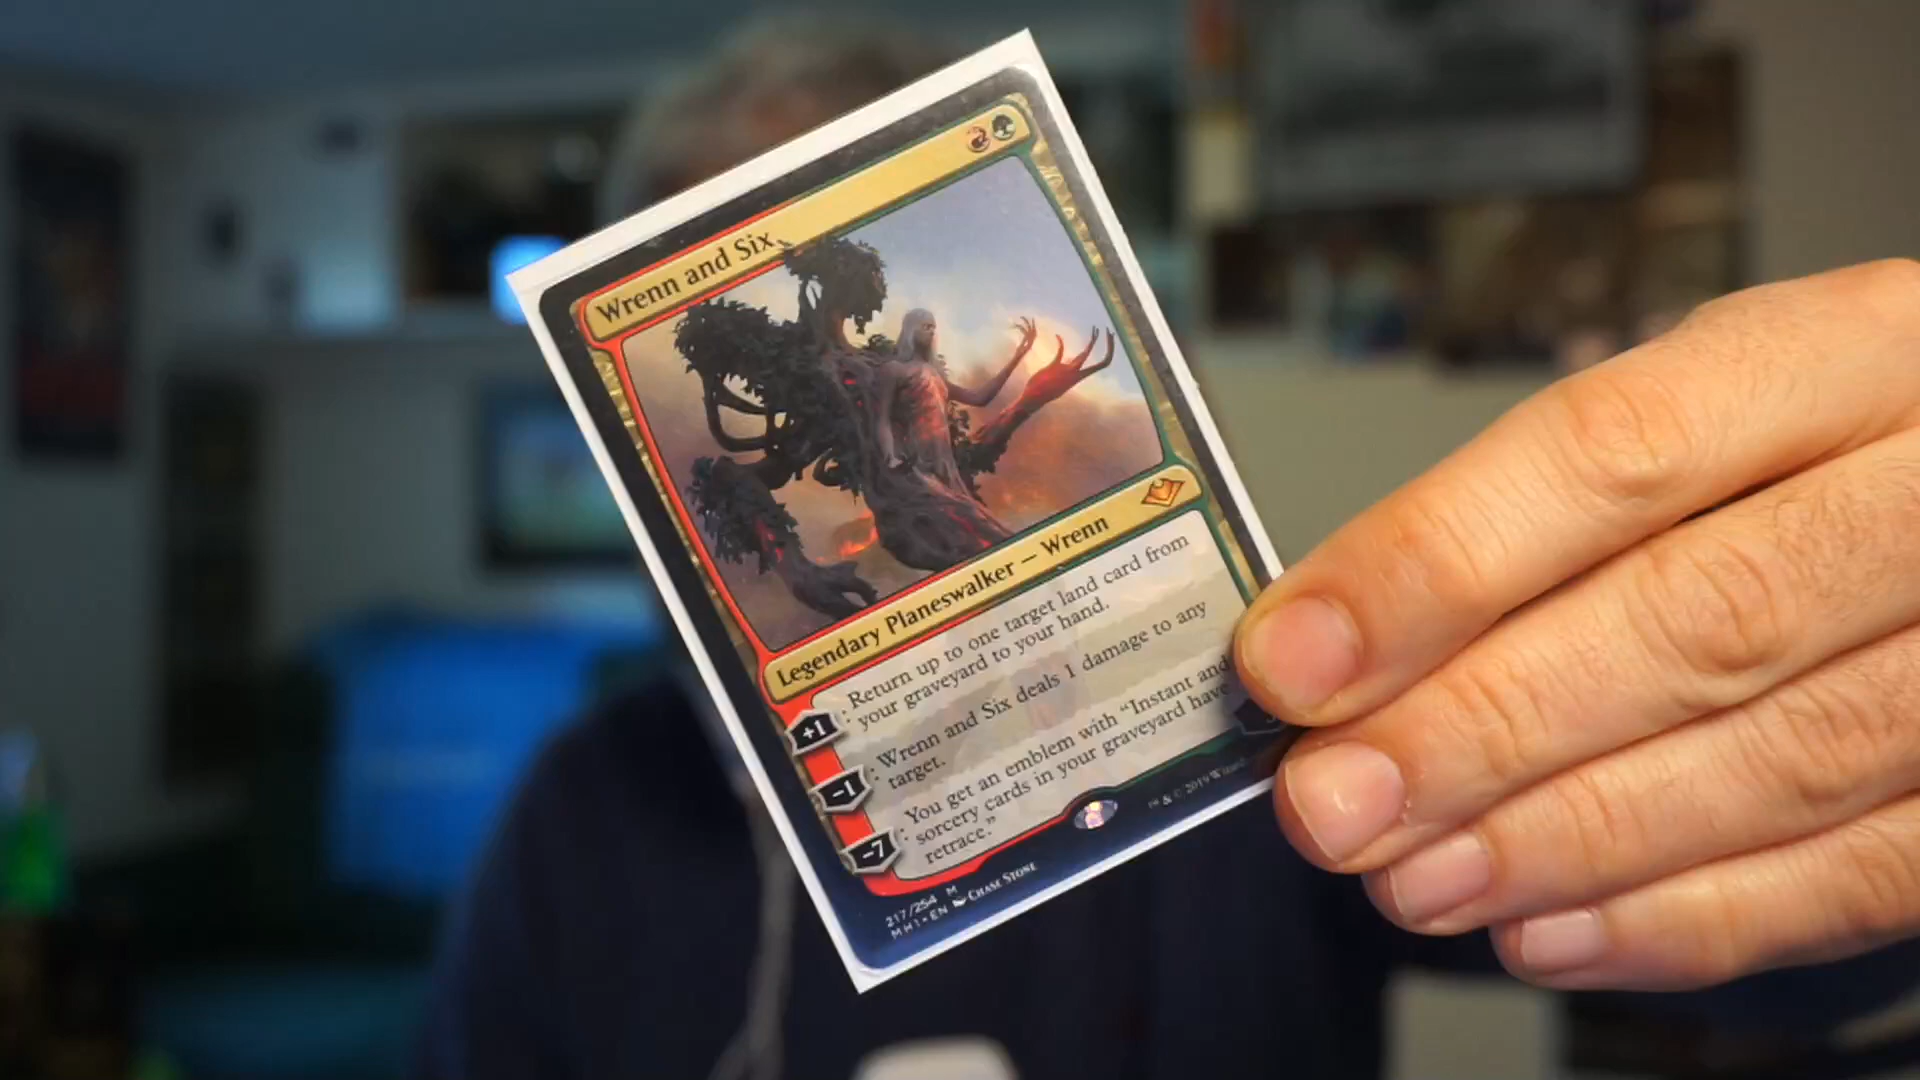 Wrenn and Six
Legendary Planeswalker — Wrenn
+1 : Return up to one target land card from
your graveyard to your hand.
-1 : Wrenn and Six deals 1 damage to any
target.
-7 : You get an emblem with “Instant and
sorcery cards in your graveyard have
retrace.”
217/254 M
MH1 • EN CHASE STONE
™ & © 2019